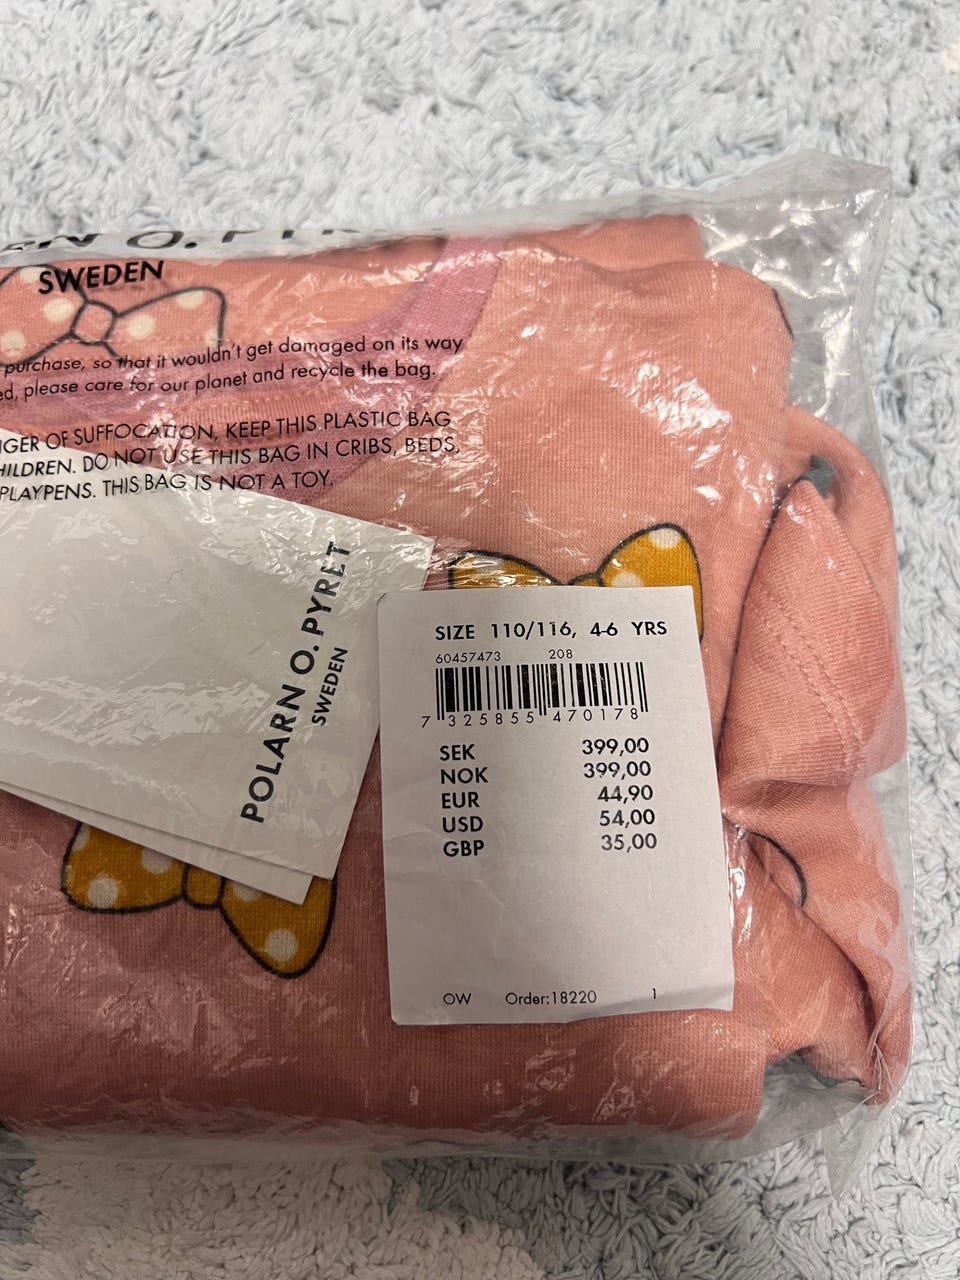 RN O. PYR
SWEDEN
purchase, so that it wouldn't get damaged on its way
ed, please care for our planet and recycle the bag.
GER OF SUFFOCATION, KEEP THIS PLASTIC BAG
HILDREN. DO NOT USE THIS BAG IN CRIBS, BEDS,
PLAYPENS. THIS BAG IS NOT A TOY.
POLARN O. PYRET
SWEDEN
SIZE 110/116, 4-6 YRS
60457473 208
7 325855 470178
SEK 399,00
NOK 399,00
EUR 44,90
USD 54,00
GBP 35,00
OW Order:18220 1